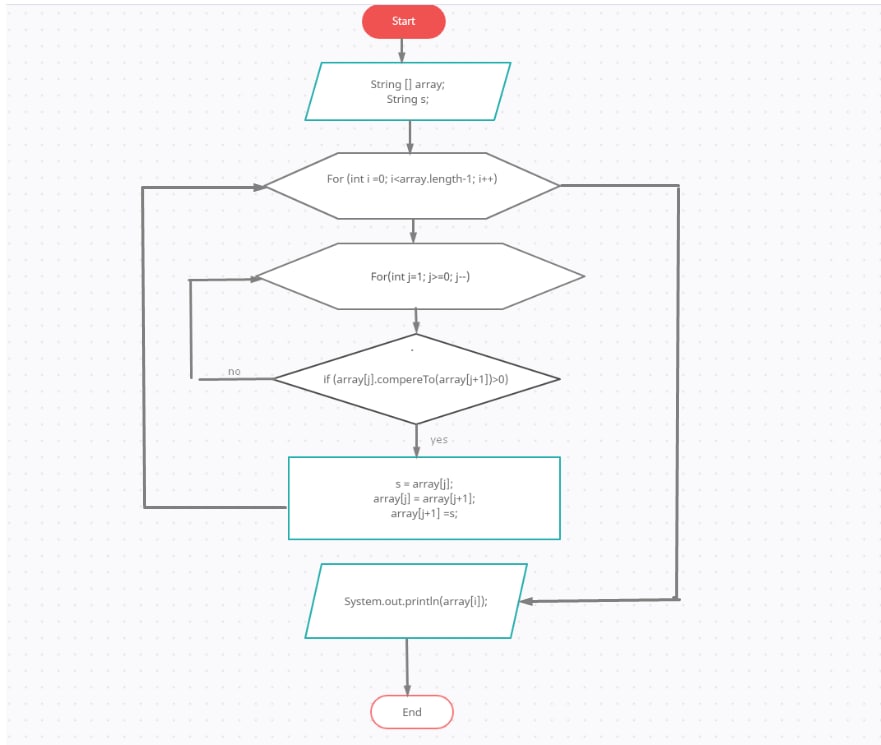 Start
String [] array;
String s;
For (int i =0; i<array.length-1; i++)
For(int j=1; j>=0; j--)
if (array[j].compereTo(array[j+1])>0)
no
yes
s = array[j];
array[j] = array[j+1];
array[j+1] =s;
System.out.println(array[i]);
End